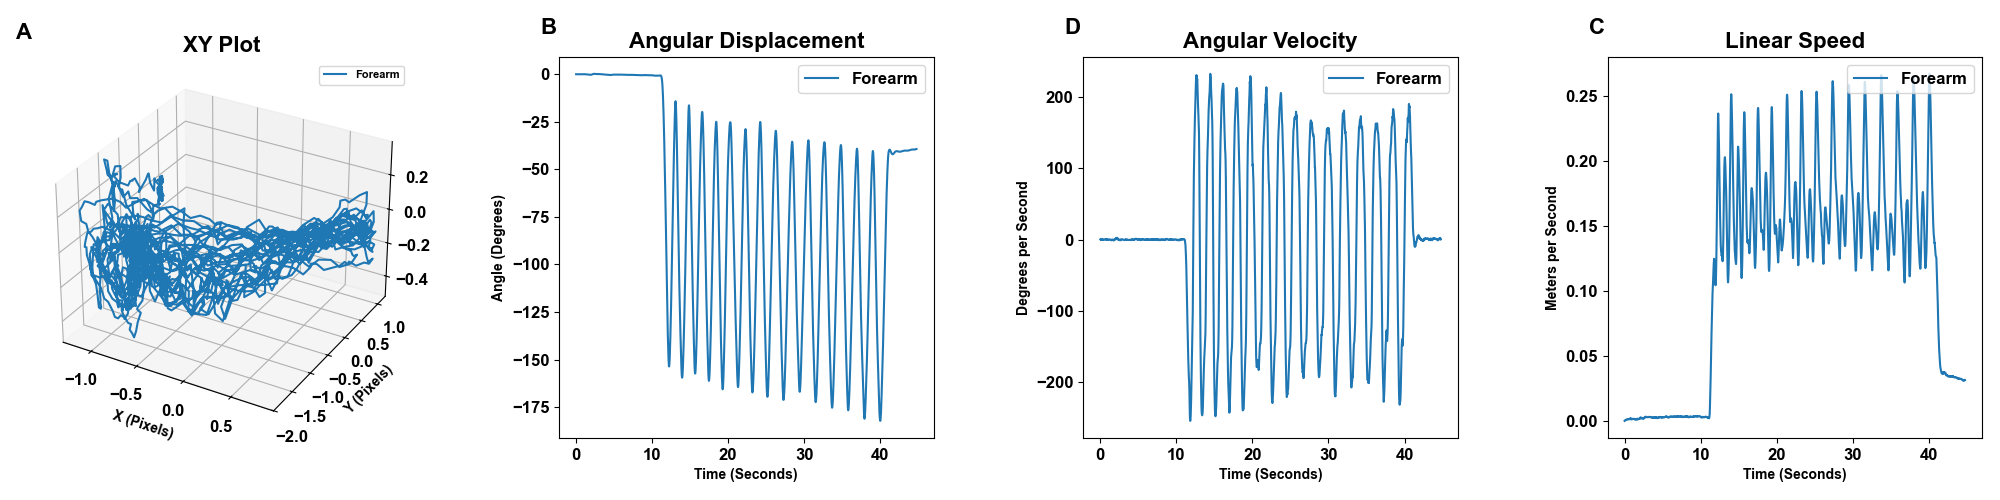 A
XY Plot
Forearm
0.2
0.0
−0.2
−0.4
−1.0
−0.5
0.0
0.5
X (Pixels)
1.0
0.5
0.0
−0.5
−1.0
−1.5
−2.0
Y (Pixels)
B
Angular Displacement
Forearm
0
−25
−50
−75
−100
−125
−150
−175
Angle (Degrees)
0 10 20 30 40
Time (Seconds)
D
Angular Velocity
Forearm
200
100
0
−100
−200
Degrees per Second
0 10 20 30 40
Time (Seconds)
C
Linear Speed
Forearm
0.25
0.20
0.15
0.10
0.05
0.00
Meters per Second
0 10 20 30 40
Time (Seconds)